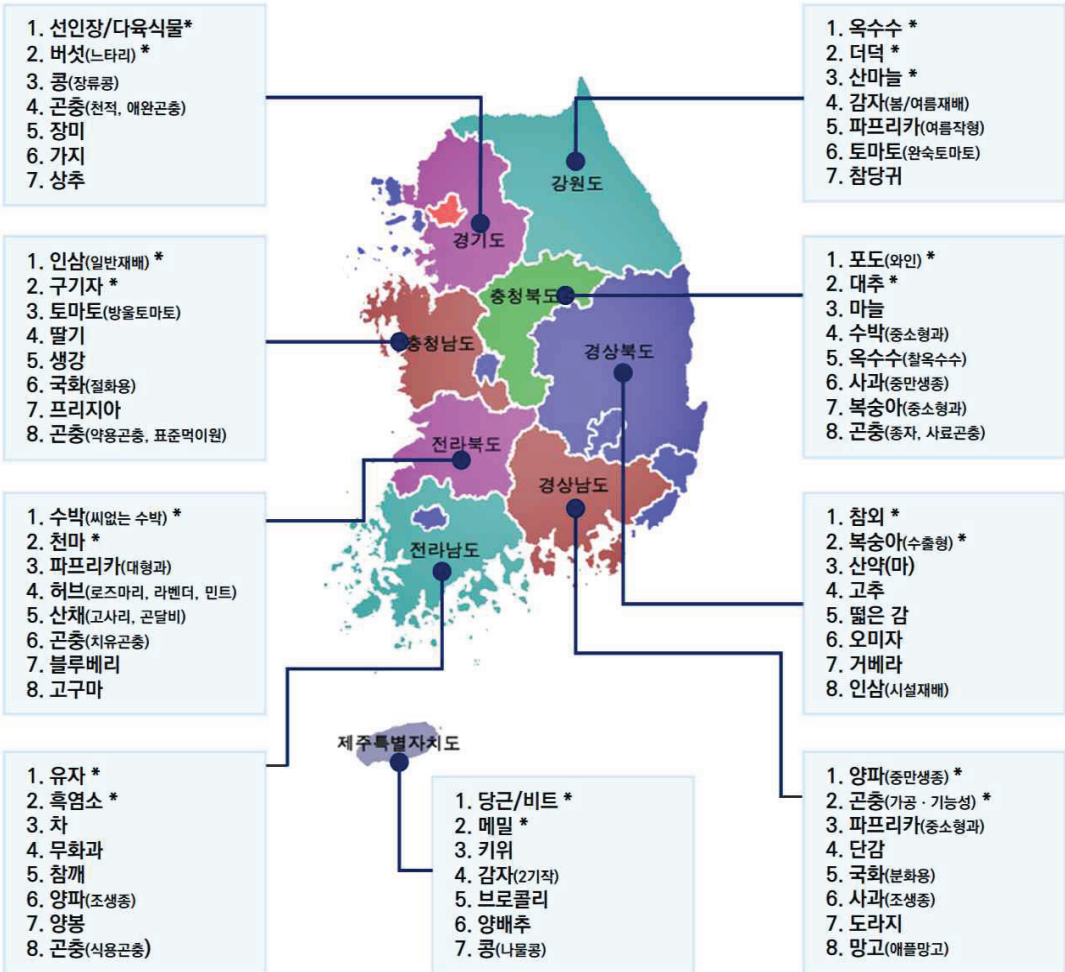 1. 선인장/다육식물*
2. 버섯(느타리) *
3. 콩(장류콩)
4. 곤충(천적, 애완곤충)
5. 장미
6. 가지
7. 상추
1. 옥수수 *
2. 더덕 *
3. 산마늘 *
4. 감자(봄/여름재배)
5. 파프리카(여름작형)
6. 토마토(완숙토마토)
7. 참당귀
강원도
경기도
충청북도
충청남도
경상북도
전라북도
경상남도
전라남도
제주특별자치도
1. 인삼(일반재배) *
2. 구기자 *
3. 토마토(방울토마토)
4. 딸기
5. 생강
6. 국화(절화용)
7. 프리지아
8. 곤충(약용곤충, 표준먹이원)
1. 포도(와인) *
2. 대추 *
3. 마늘
4. 수박(중소형과)
5. 옥수수(찰옥수수)
6. 사과(중만생종)
7. 복숭아(중소형과)
8. 곤충(종자, 사료곤충)
1. 수박(씨없는 수박) *
2. 천마 *
3. 파프리카(대형과)
4. 허브(로즈마리, 라벤더, 민트)
5. 산채(고사리, 곤달비)
6. 곤충(치유곤충)
7. 블루베리
8. 고구마
1. 참외 *
2. 복숭아(수출형) *
3. 산약(마)
4. 고추
5. 떫은 감
6. 오미자
7. 거베라
8. 인삼(시설재배)
1. 유자 *
2. 흑염소 *
3. 차
4. 무화과
5. 참깨
6. 양파(조생종)
7. 양봉
8. 곤충(식용곤충)
1. 당근/비트 *
2. 메밀 *
3. 키위
4. 감자(2기작)
5. 브로콜리
6. 양배추
7. 콩(나물콩)
1. 양파(중만생종) *
2. 곤충(가공 · 기능성) *
3. 파프리카(중소형과)
4. 단감
5. 국화(분화용)
6. 사과(조생종)
7. 도라지
8. 망고(애플망고)